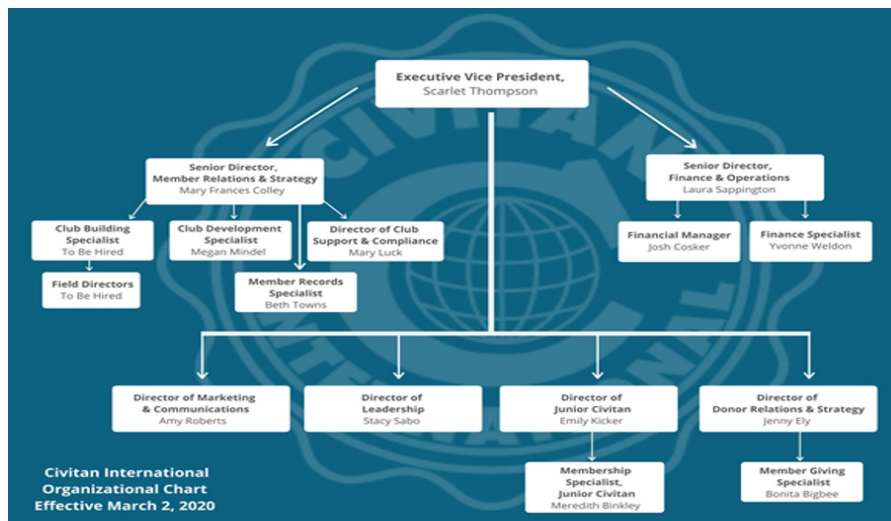 Executive Vice President,
Scarlet Thompson
Senior Director,
Member Relations & Strategy
Mary Frances Colley
Senior Director,
Finance & Operations
Laura Sappington
Club Building
Specialist
To Be Hired
Club Development
Specialist
Megan Mindel
Director of Club
Support & Compliance
Mary Luck
Financial Manager
Josh Cosker
Finance Specialist
Yvonne Weldon
Field Directors
To Be Hired
Member Records
Specialist
Beth Towns
Director of Marketing
& Communications
Amy Roberts
Director of
Leadership
Stacy Sabo
Director of
Junior Civitan
Emily Kicker
Director of
Donor Relations & Strategy
Jenny Ely
Membership
Specialist,
Junior Civitan
Meredith Binkley
Member Giving
Specialist
Bonita Bigbee
Civitan International
Organizational Chart
Effective March 2, 2020
CIVITAN
INTERNATIONAL